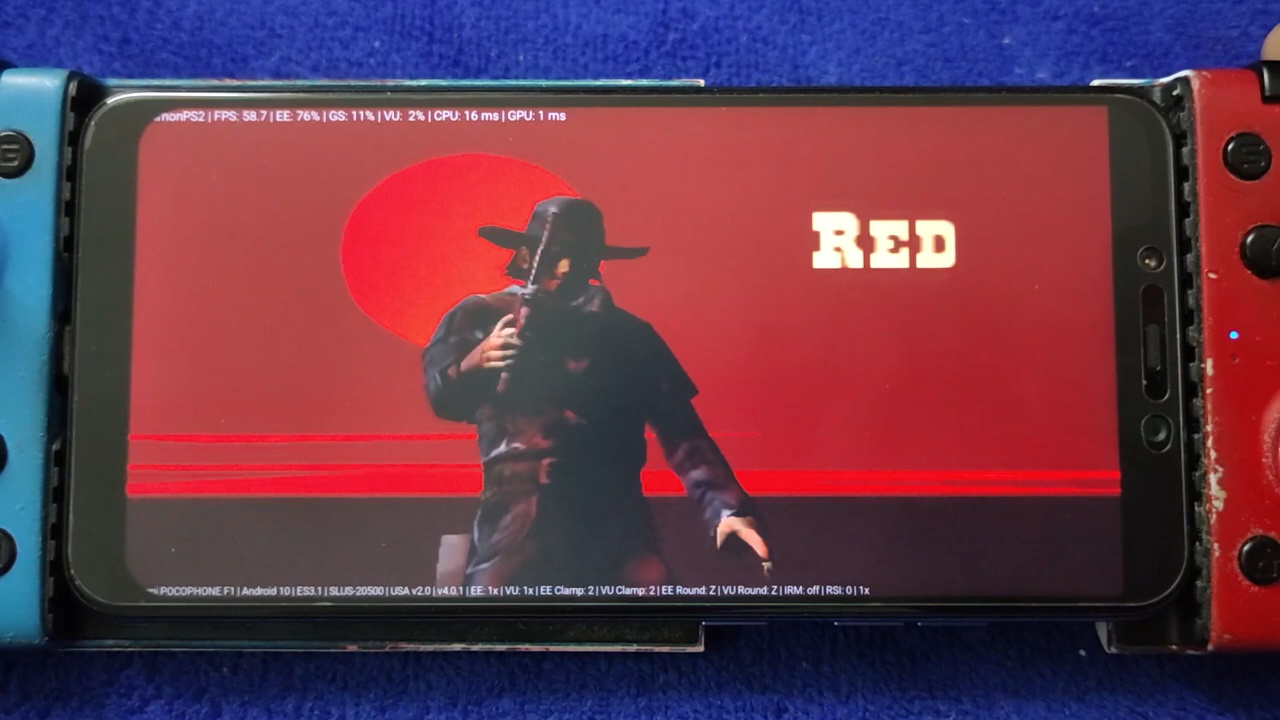 nonPS2 | FPS: 58.7 | EE: 76% | GS: 11% | VU: 2% | CPU: 16 ms | GPU: 1 ms
RED
G
S
mi POCOPHONE F1 | Android 10 | ES3.1 | SLUS-20500 | USA v2.0 | v4.0.1 | EE: 1x | VU: 1x | EE Clamp: 2 | VU Clamp: 2 | EE Round: Z | VU Round: Z | IRM: off | RSI: 0 | 1x